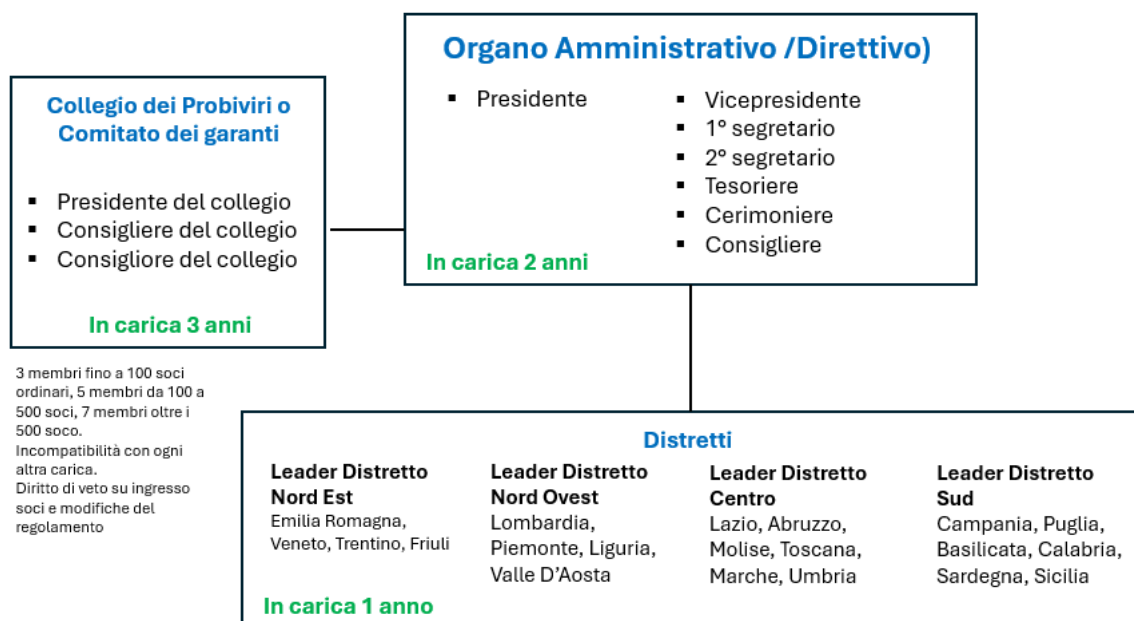 Organo Amministrativo /Direttivo)
▪ Presidente
▪ Vicepresidente
▪ 1° segretario
▪ 2° segretario
▪ Tesoriere
▪ Cerimoniere
▪ Consigliere
In carica 2 anni
Collegio dei Probiviri o
Comitato dei garanti
▪ Presidente del collegio
▪ Consigliere del collegio
▪ Consigliore del collegio
In carica 3 anni
3 membri fino a 100 soci
ordinari, 5 membri da 100 a
500 soci, 7 membri oltre i
500 soco.
Incompatibilità con ogni
altra carica.
Diritto di veto su ingresso
soci e modifiche del
regolamento
Distretti
Leader Distretto
Nord Est
Emilia Romagna,
Veneto, Trentino, Friuli
Leader Distretto
Nord Ovest
Lombardia,
Piemonte, Liguria,
Valle D’Aosta
Leader Distretto
Centro
Lazio, Abruzzo,
Molise, Toscana,
Marche, Umbria
Leader Distretto
Sud
Campania, Puglia,
Basilicata, Calabria,
Sardegna, Sicilia
In carica 1 anno